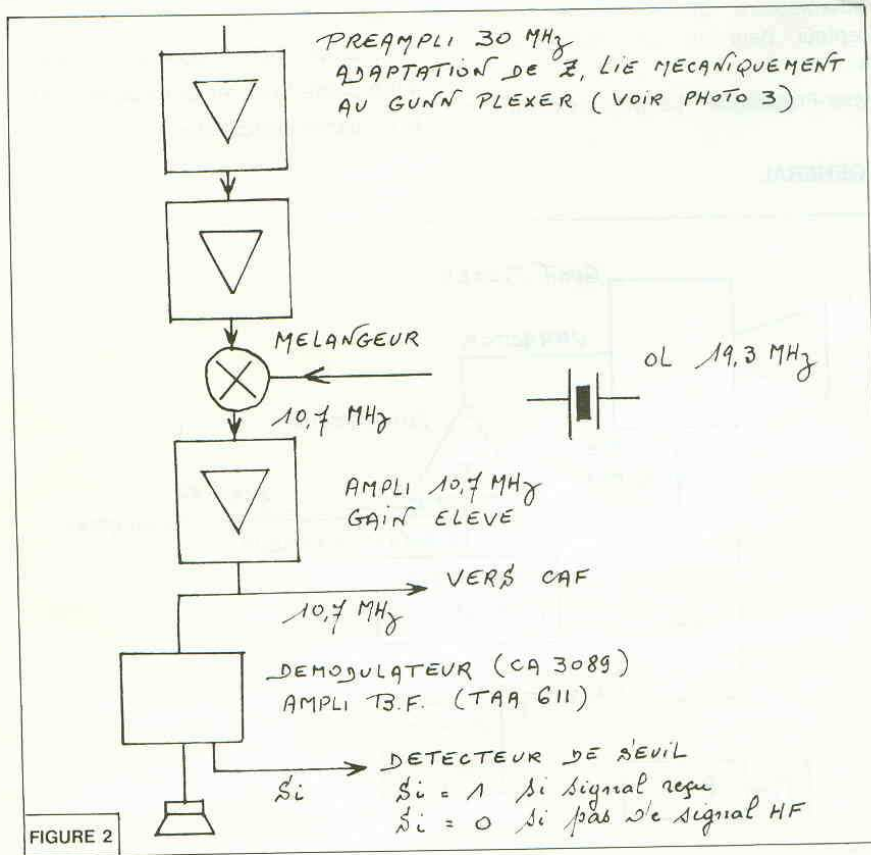 PREAMPLI 30 MHz
ADAPTATION DE Z, LIE MECANIQUEMENT
AU GUNN PLEXER (VOIR PHOTO 3)
MELANGEUR
OL 19,3 MHz
10,7 MHz
AMPLI 10,7 MHz
GAIN ELEVE
VERS CAF
10,7 MHz
DEMODULATEUR (CA 3089)
AMPLI B.F. (TAA 611)
DETECTEUR DE SEUIL
Si
Si = 1 si signal reçu
Si = 0 si pas de signal HF
FIGURE 2
GENERAL